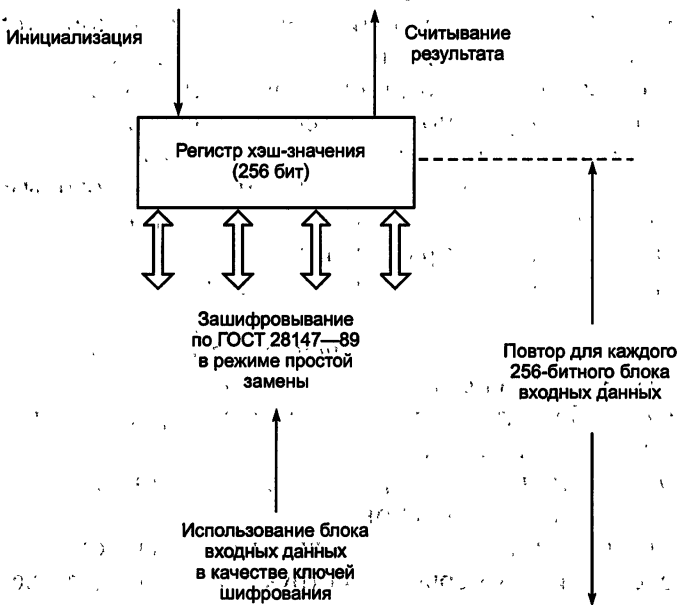 Инициализация
Считывание
результата
Регистр хэш-значения
(256 бит)
Зашифровывание
по ГОСТ 28147—89
в режиме простой
замены
Повтор для каждого
256-битного блока
входных данных
Использование блока
входных данных
в качестве ключей
шифрования